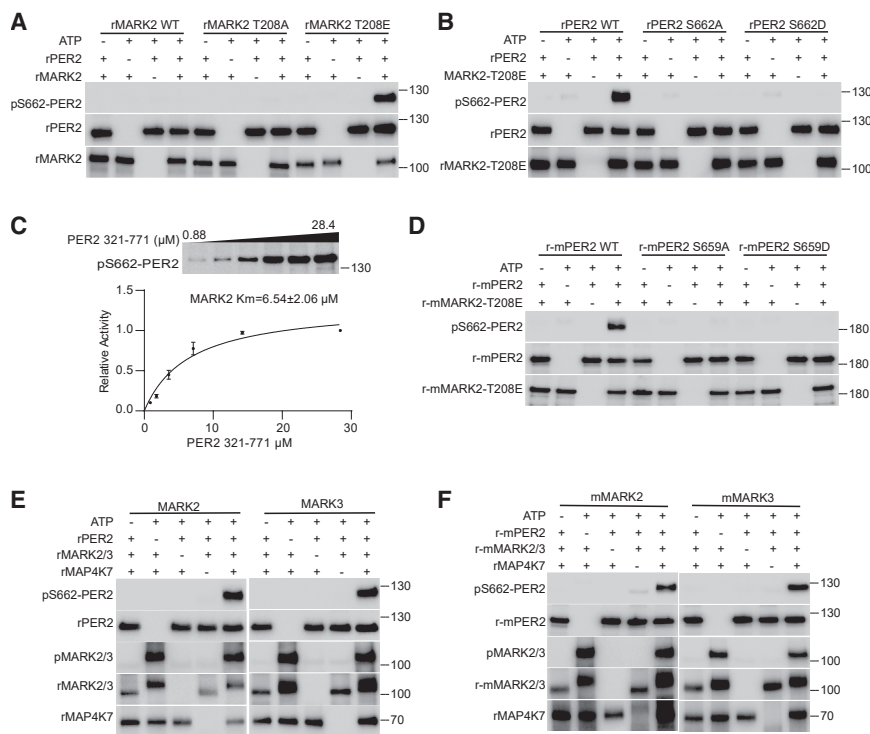 A
rMARK2 WT rMARK2 T208A rMARK2 T208E
ATP - + + + - + + + - + + +
rPER2 + - + + + - + + + - + +
rMARK2 + + - + + + - + + + - +
pS662-PER2 130
rPER2 130
rMARK2 100
B
rPER2 WT rPER2 S662A rPER2 S662D
ATP - + + + - + + + - + + +
rPER2 + - + + + - + + + - + +
MARK2-T208E + + - + + + - + + + - +
pS662-PER2 130
rPER2 130
rMARK2-T208E 100
C
PER2 321-771 (μM) 0.88 28.4
pS662-PER2 130
MARK2 Km=6.54±2.06 μM
Relative Activity
1.5
1.0
0.5
0.0
0 10 20 30
PER2 321-771 μM
D
r-mPER2 WT r-mPER2 S659A r-mPER2 S659D
ATP - + + + - + + + - + + +
r-mPER2 + - + + + - + + + - + +
r-mMARK2-T208E + + - + + + - + + + - +
pS662-PER2 180
r-mPER2 180
r-mMARK2-T208E 180
E
MARK2 MARK3
ATP - + + + + - + + + +
rPER2 + - + + + + - + + +
rMARK2/3 + + - + + + + - + +
rMAP4K7 + + + - + + + + - +
pS662-PER2 130
rPER2 130
pMARK2/3 100
rMARK2/3 100
rMAP4K7 70
F
mMARK2 mMARK3
ATP - + + + + - + + + +
r-mPER2 + - + + + + - + + +
r-mMARK2/3 + + - + + + + - + +
rMAP4K7 + + + - + + + + - +
pS662-PER2 130
r-mPER2 130
pMARK2/3 100
r-mMARK2/3 100
rMAP4K7 70